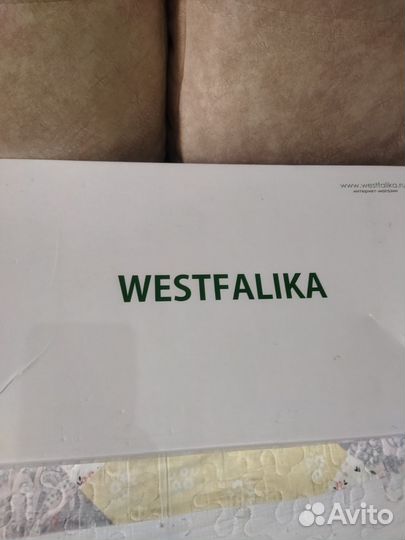 www.westfalika.ru
интернет-магазин
WESTFALIKA
Avito